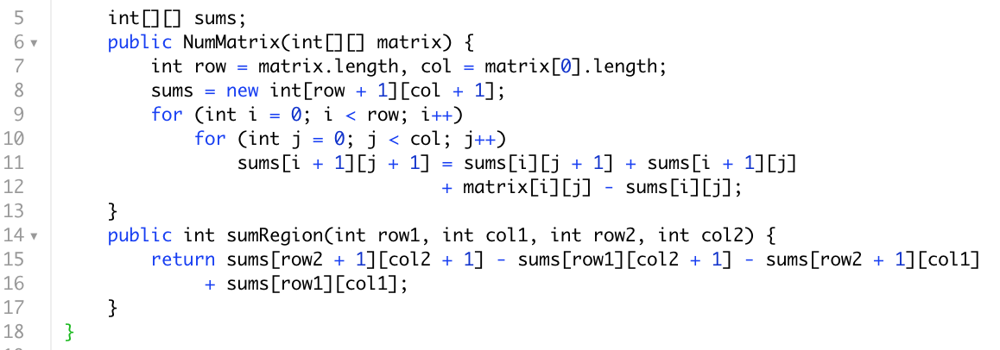 5 int[][] sums;
6 ▾ public NumMatrix(int[][] matrix) {
7 int row = matrix.length, col = matrix[0].length;
8 sums = new int[row + 1][col + 1];
9 for (int i = 0; i < row; i++)
10 for (int j = 0; j < col; j++)
11 sums[i + 1][j + 1] = sums[i][j + 1] + sums[i + 1][j]
12 + matrix[i][j] - sums[i][j];
13 }
14 ▾ public int sumRegion(int row1, int col1, int row2, int col2) {
15 return sums[row2 + 1][col2 + 1] - sums[row1][col2 + 1] - sums[row2 + 1][col1]
16 + sums[row1][col1];
17 }
18 }